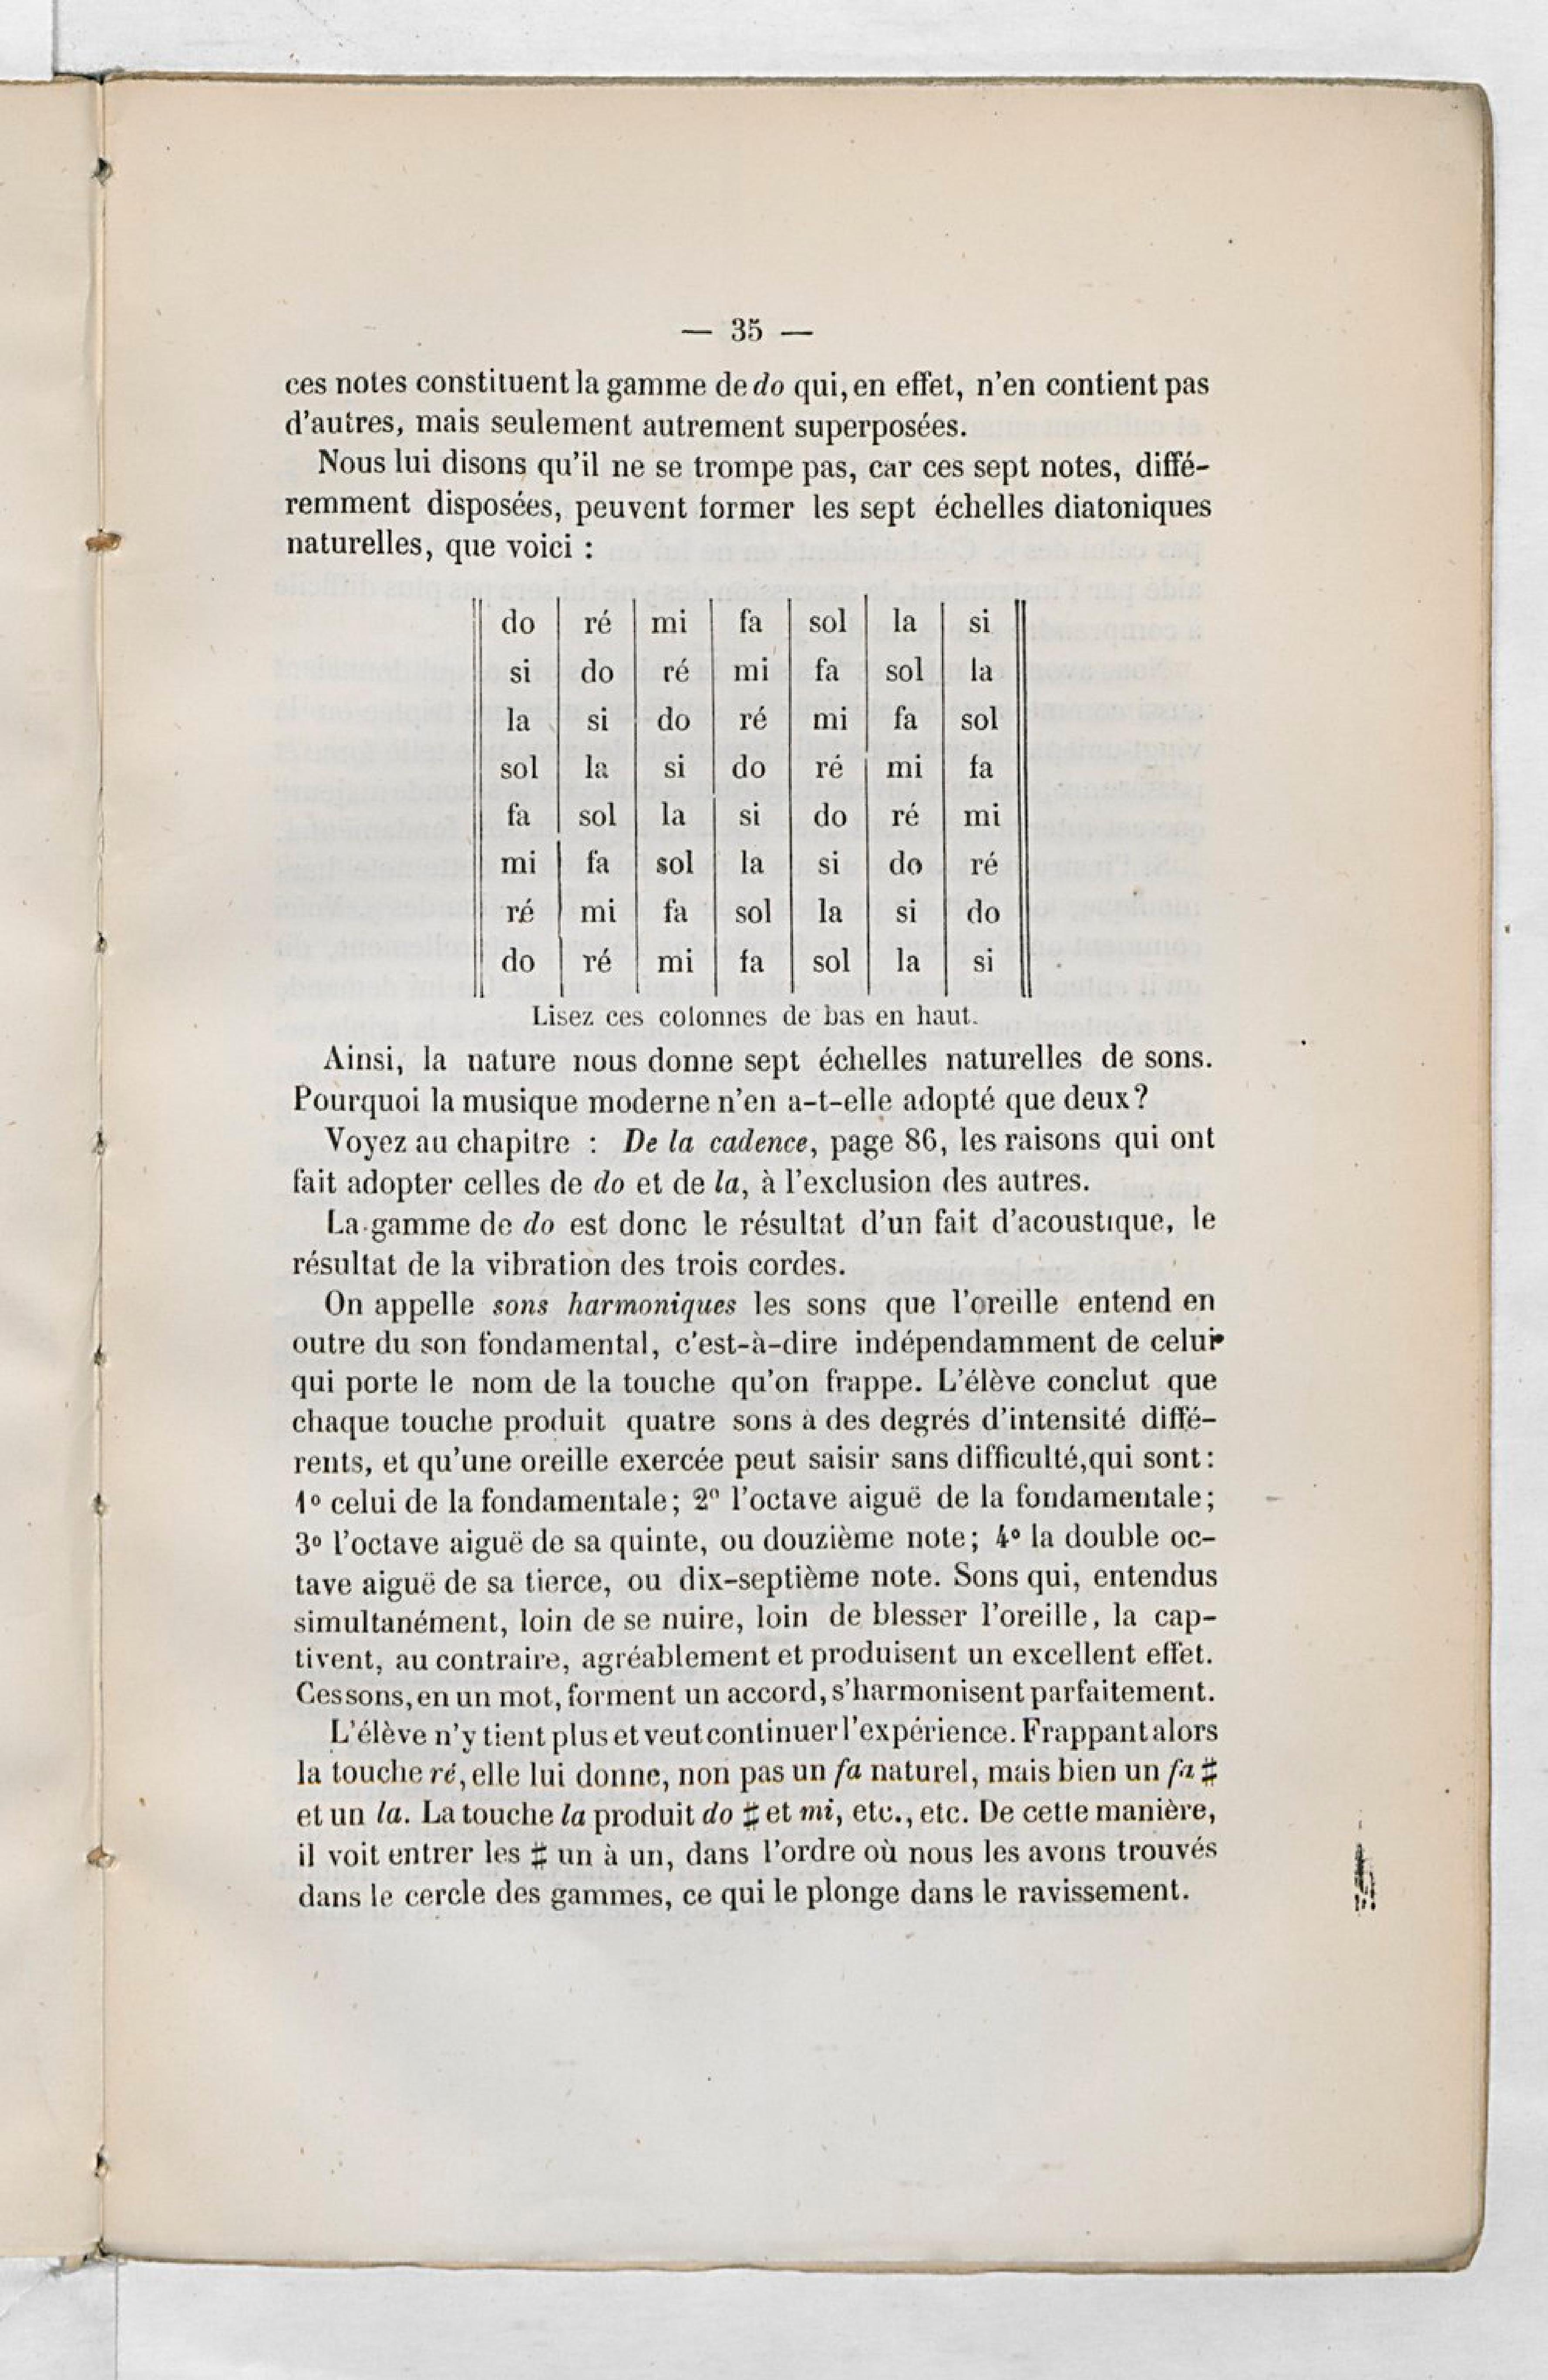 — 35 —
ces notes constituent la gamme de do qui, en effet, n'en contient pas
d'autres, mais seulement autrement superposées.
Nous lui disons qu'il ne se trompe pas, car ces sept notes, diffé-
remment disposées, peuvent former les sept échelles diatoniques
naturelles, que voici :
do ré mi fa sol la si
si do ré mi fa sol la
la si do ré mi fa sol
sol la si do ré mi fa
fa sol la si do ré mi
mi fa sol la si do ré
ré mi fa sol la si do
do ré mi fa sol la si
Lisez ces colonnes de bas en haut.
Ainsi, la nature nous donne sept échelles naturelles de sons.
Pourquoi la musique moderne n'en a-t-elle adopté que deux?
Voyez au chapitre : De la cadence, page 86, les raisons qui ont
fait adopter celles de do et de la, à l'exclusion des autres.
La gamme de do est donc le résultat d'un fait d'acoustique, le
résultat de la vibration des trois cordes.
On appelle sons harmoniques les sons que l'oreille entend en
outre du son fondamental, c'est-à-dire indépendamment de celui
qui porte le nom de la touche qu'on frappe. L'élève conclut que
chaque touche produit quatre sons à des degrés d'intensité diffé-
rents, et qu'une oreille exercée peut saisir sans difficulté, qui sont :
1º celui de la fondamentale; 2º l'octave aiguë de la fondamentale;
3º l'octave aiguë de sa quinte, ou douzième note; 4º la double oc-
tave aiguë de sa tierce, ou dix-septième note. Sons qui, entendus
simultanément, loin de se nuire, loin de blesser l'oreille, la cap-
tivent, au contraire, agréablement et produisent un excellent effet.
Ces sons, en un mot, forment un accord, s'harmonisent parfaitement.
L'élève n'y tient plus et veut continuer l'expérience. Frappant alors
la touche ré, elle lui donne, non pas un fa naturel, mais bien un fa ♯
et un la. La touche la produit do ♯ et mi, etc., etc. De cette manière,
il voit entrer les ♯ un à un, dans l'ordre où nous les avons trouvés
dans le cercle des gammes, ce qui le plonge dans le ravissement.